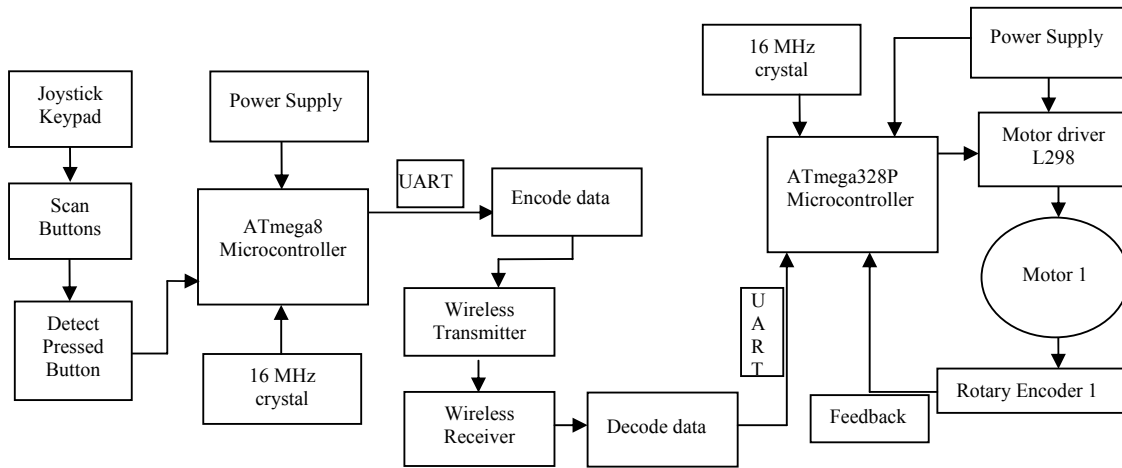 Joystick
Keypad
Scan
Buttons
Detect
Pressed
Button
Power Supply
ATmega8
Microcontroller
16 MHz
crystal
UART
Encode data
Wireless
Transmitter
Wireless
Receiver
Decode data
U
A
R
T
16 MHz
crystal
ATmega328P
Microcontroller
Power Supply
Motor driver
L298
Motor 1
Rotary Encoder 1
Feedback